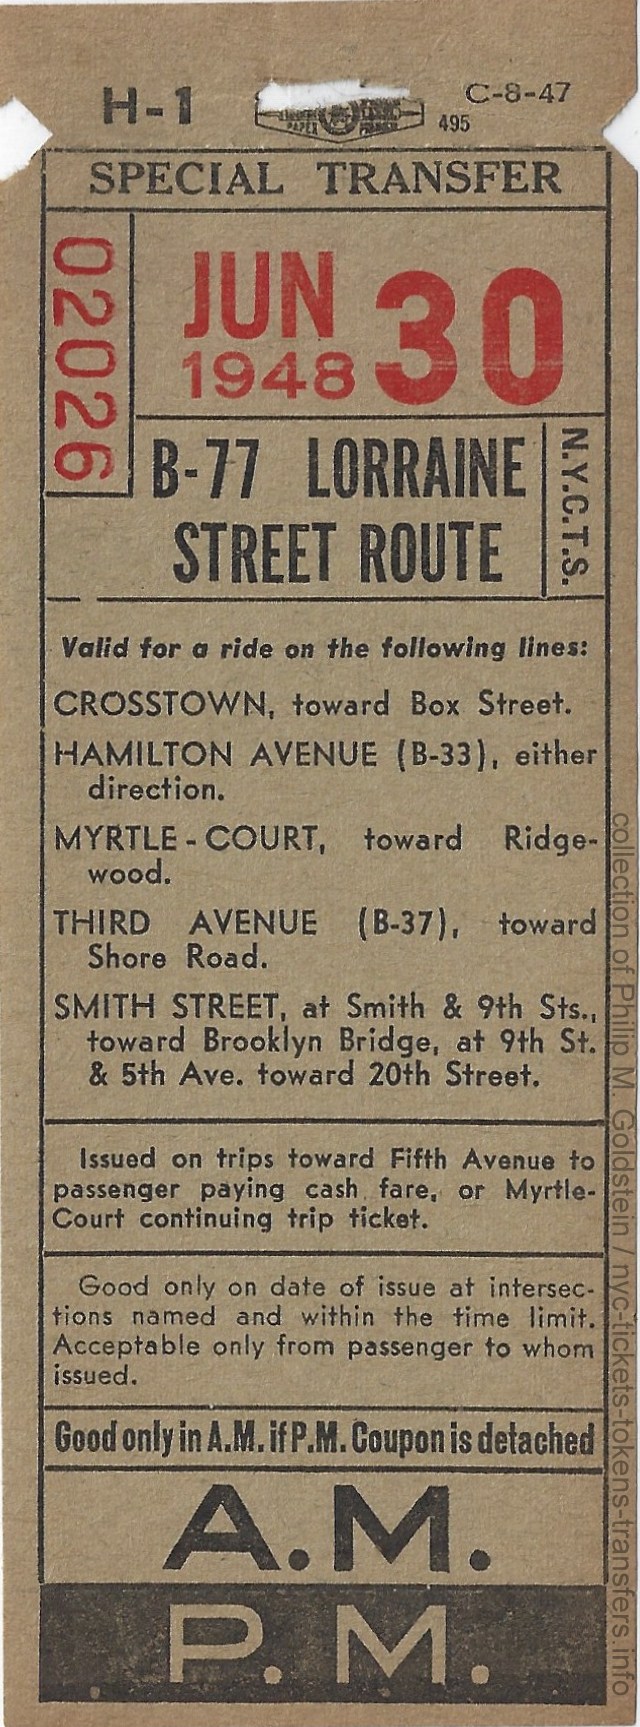 H-1
C-8-47
495
SPECIAL TRANSFER
02026
JUN 30
1948
B-77 LORRAINE
STREET ROUTE
N.Y.C.T.S.
Valid for a ride on the following lines:
CROSSTOWN, toward Box Street.
HAMILTON AVENUE (B-33), either
direction.
MYRTLE-COURT, toward Ridge-
wood.
THIRD AVENUE (B-37), toward
Shore Road.
SMITH STREET, at Smith & 9th Sts.,
toward Brooklyn Bridge, at 9th St.
& 5th Ave. toward 20th Street.
Issued on trips toward Fifth Avenue to
passenger paying cash fare, or Myrtle-
Court continuing trip ticket.
Good only on date of issue at intersec-
tions named and within the time limit.
Acceptable only from passenger to whom
issued.
Good only in A.M. if P.M. Coupon is detached
A.M.
P.M.
collection of Philip M. Goldstein / nyc-tickets-tokens-transfers.info